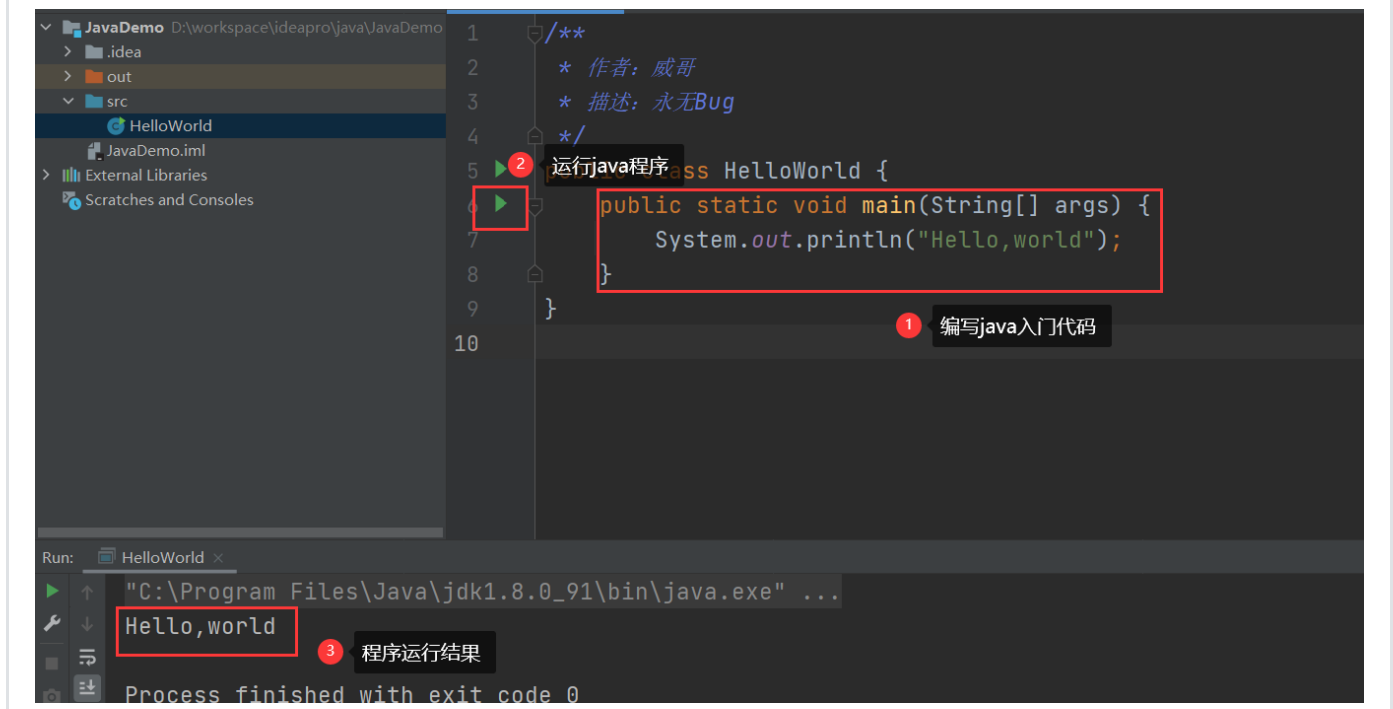 JavaDemo D:\workspace\ideapro\java\JavaDemo
.idea
out
src
HelloWorld
JavaDemo.iml
External Libraries
Scratches and Consoles
1 /**
2 * 作者：威哥
3 * 描述：永无Bug
4 */
2 运行java程序
5 public class HelloWorld {
6 public static void main(String[] args) {
7 System.out.println("Hello,world");
8 }
9 }
1 编写java入门代码
10
Run: HelloWorld ×
"C:\Program Files\Java\jdk1.8.0_91\bin\java.exe" ...
Hello,world
3 程序运行结果
Process finished with exit code 0